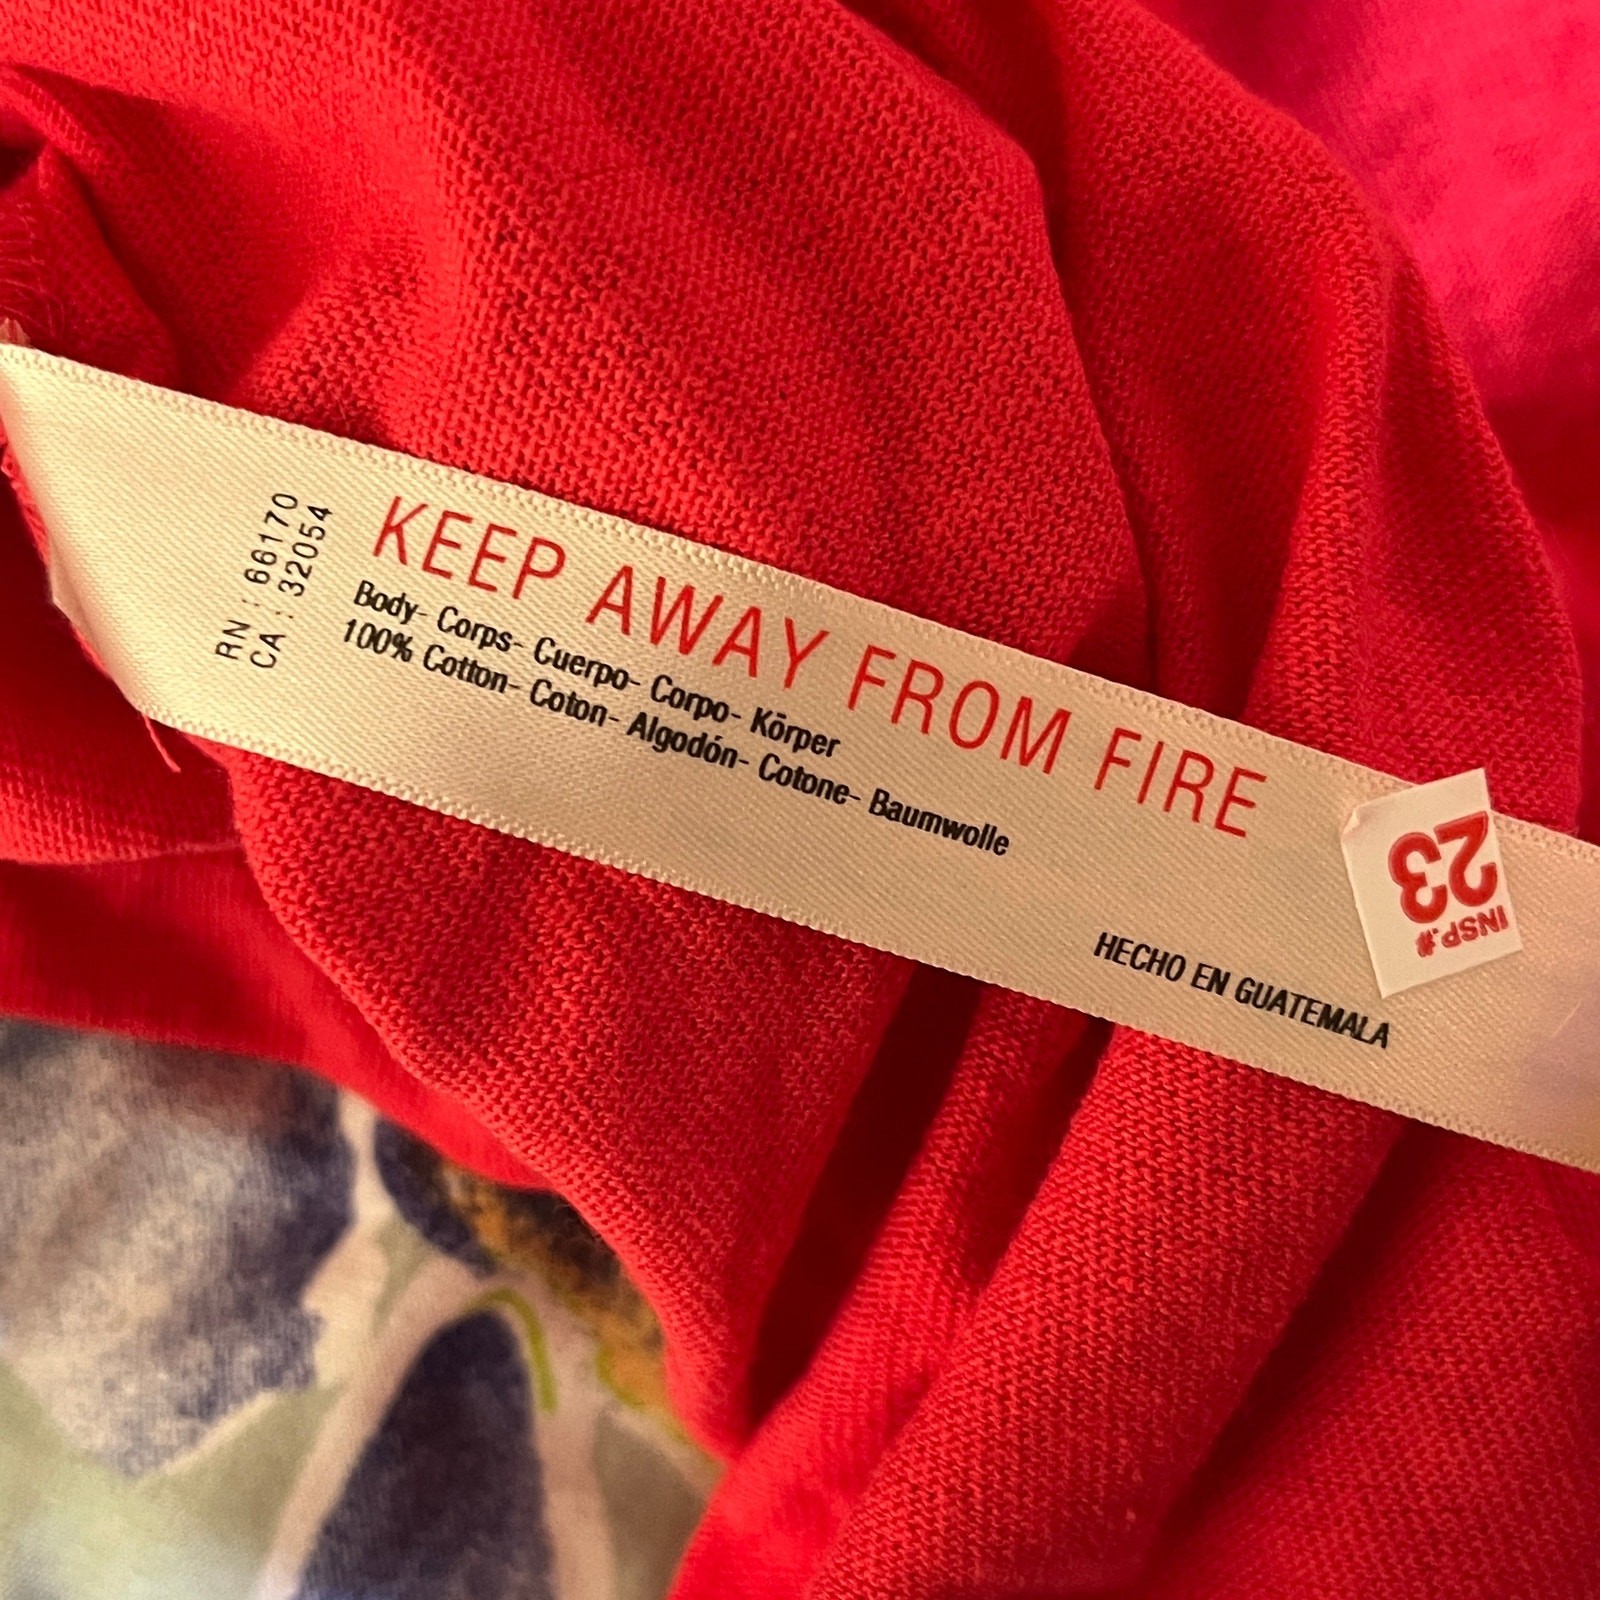 RN : 66170
CA : 32054
KEEP AWAY FROM FIRE
Body- Corps- Cuerpo- Corpo- Körper
100% Cotton- Coton- Algodón- Cotone- Baumwolle
HECHO EN GUATEMALA
INSP.#
23